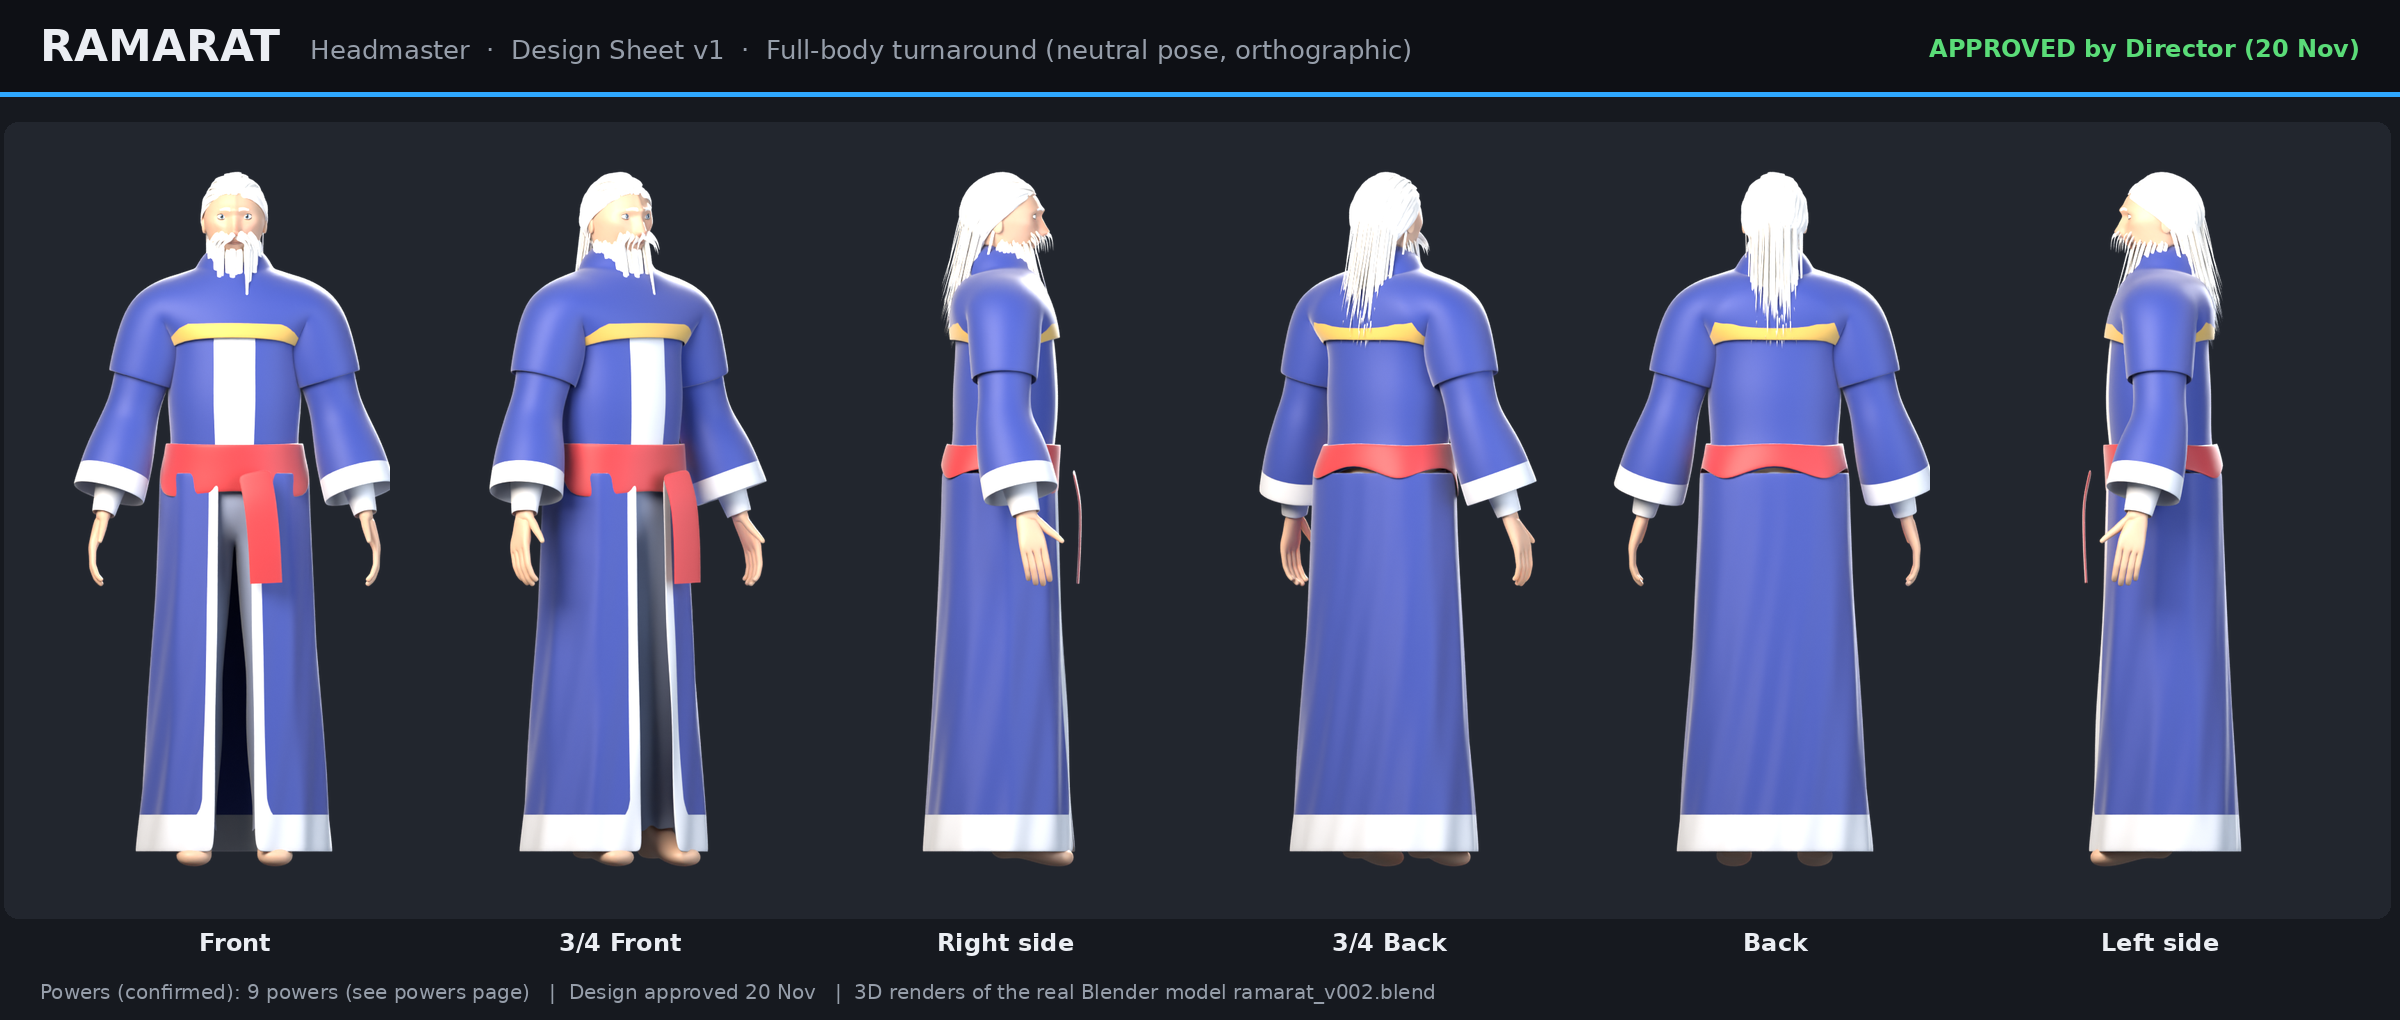 RAMARAT Headmaster · Design Sheet v1 · Full-body turnaround (neutral pose, orthographic) APPROVED by Director (20 Nov)
Front 3/4 Front Right side 3/4 Back Back Left side
Powers (confirmed): 9 powers (see powers page) | Design approved 20 Nov | 3D renders of the real Blender model ramarat_v002.blend